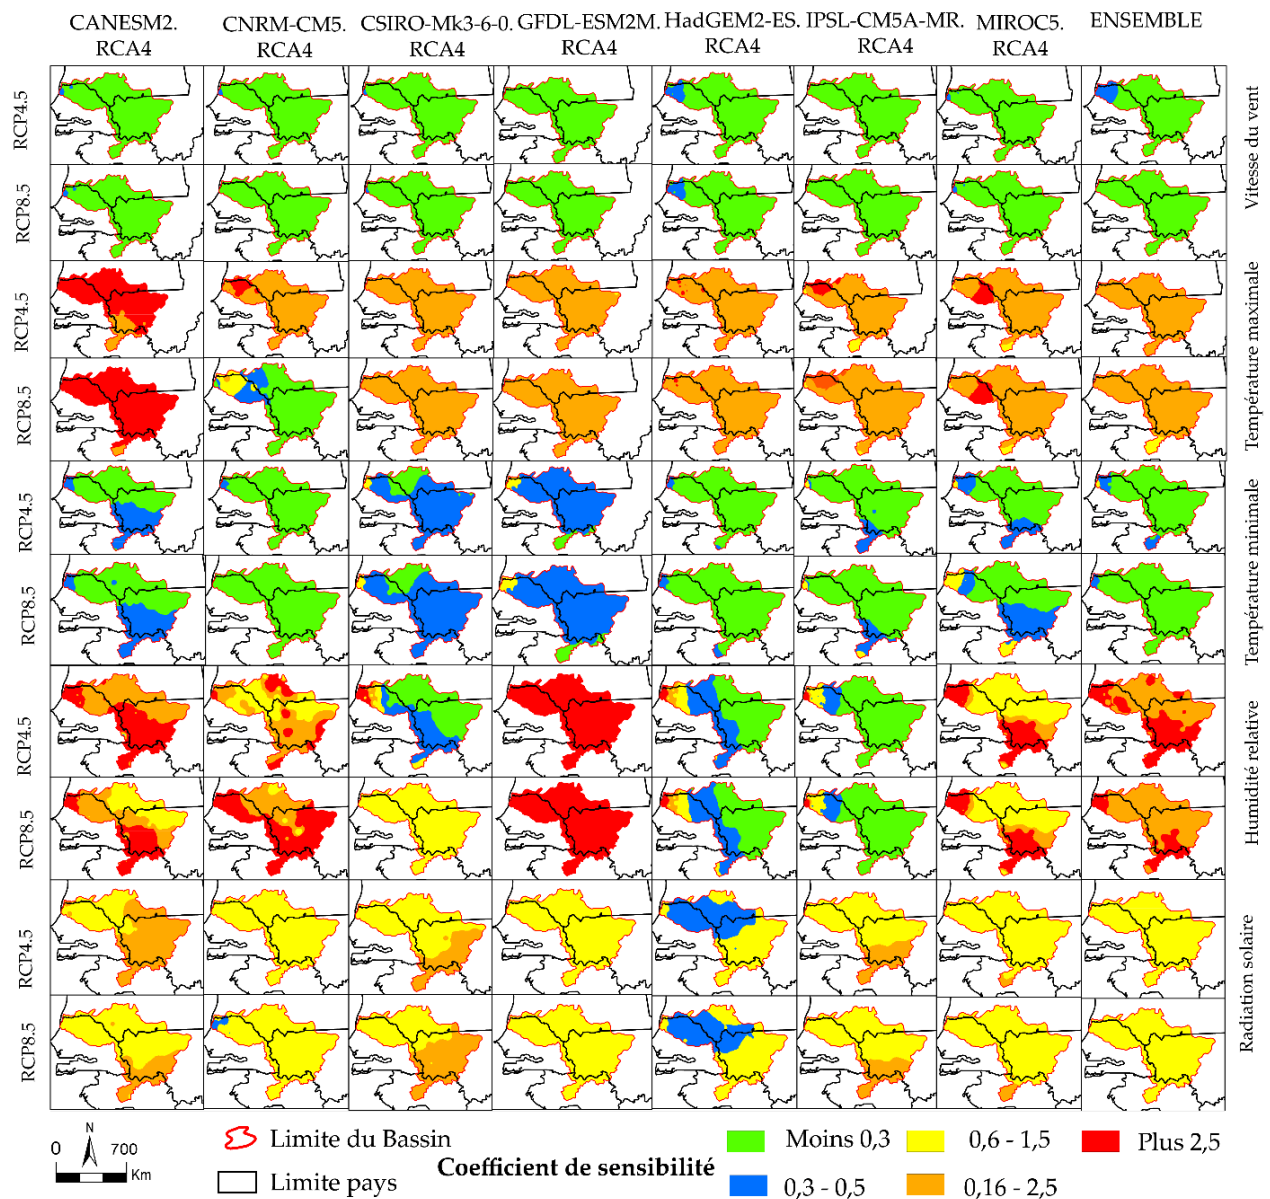 CANESM2. CNRM-CM5. CSIRO-Mk3-6-0. GFDL-ESM2M. HadGEM2-ES. IPSL-CM5A-MR. MIROC5. ENSEMBLE
RCA4 RCA4 RCA4 RCA4 RCA4 RCA4 RCA4
RCP4.5
Vitesse du vent
RCP8.5
RCP4.5
Température maximale
RCP8.5
RCP4.5
Température minimale
RCP8.5
RCP4.5
Humidité relative
RCP8.5
RCP4.5
Radiation solaire
RCP8.5
N
0 700
Km
Limite du Bassin
Limite pays
Coefficient de sensibilité
Moins 0,3
0,6 - 1,5
Plus 2,5
0,3 - 0,5
0,16 - 2,5